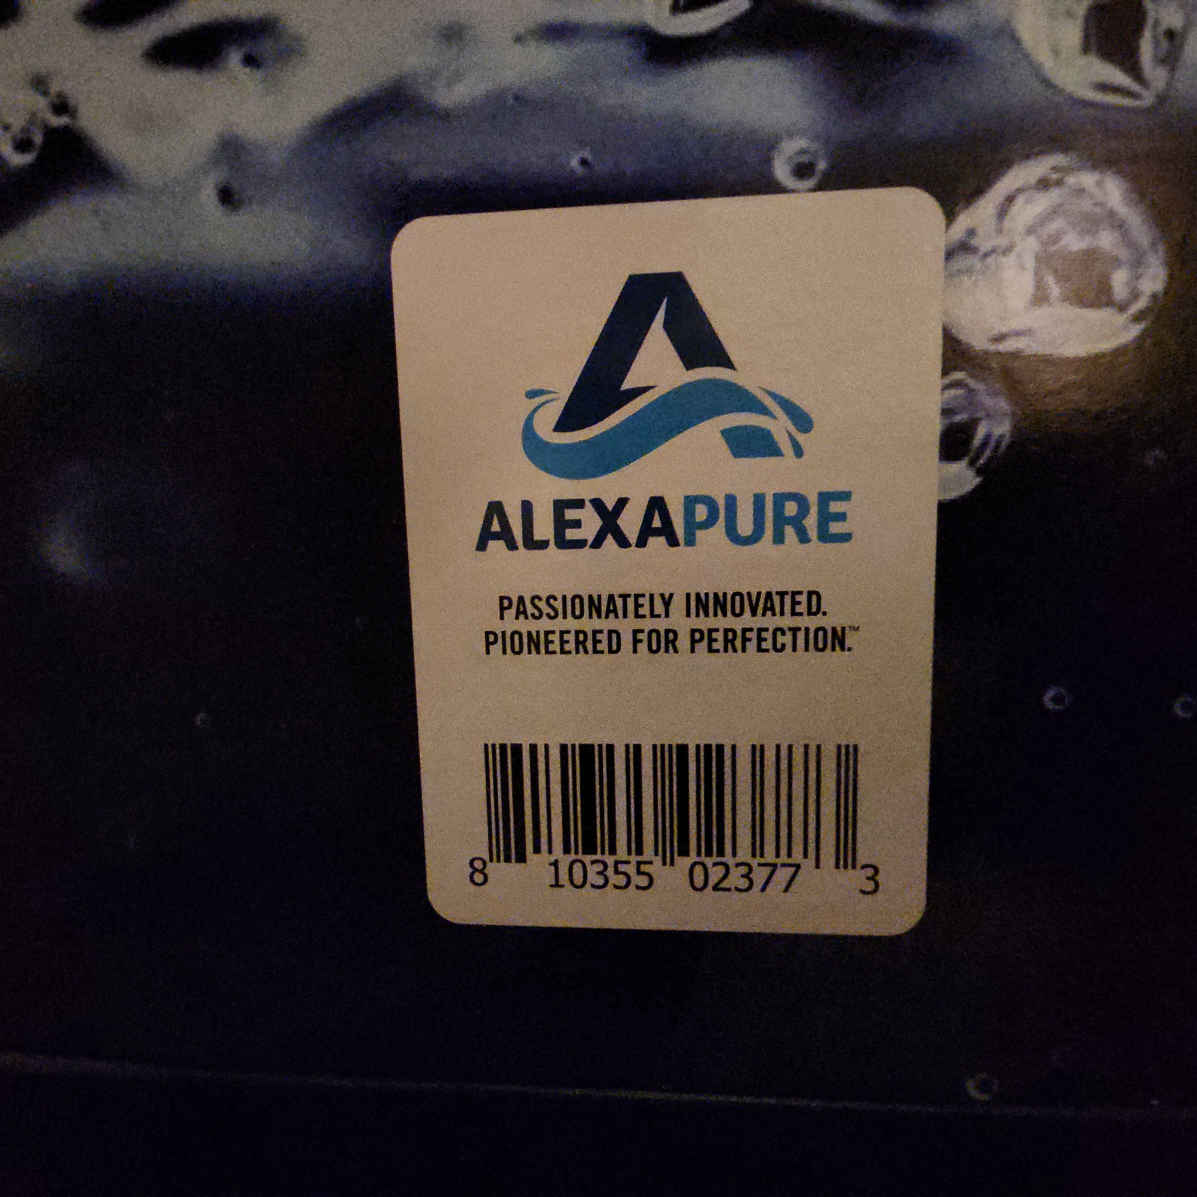 ALEXAPURE
PASSIONATELY INNOVATED.
PIONEERED FOR PERFECTION.™
8 10355 02377 3